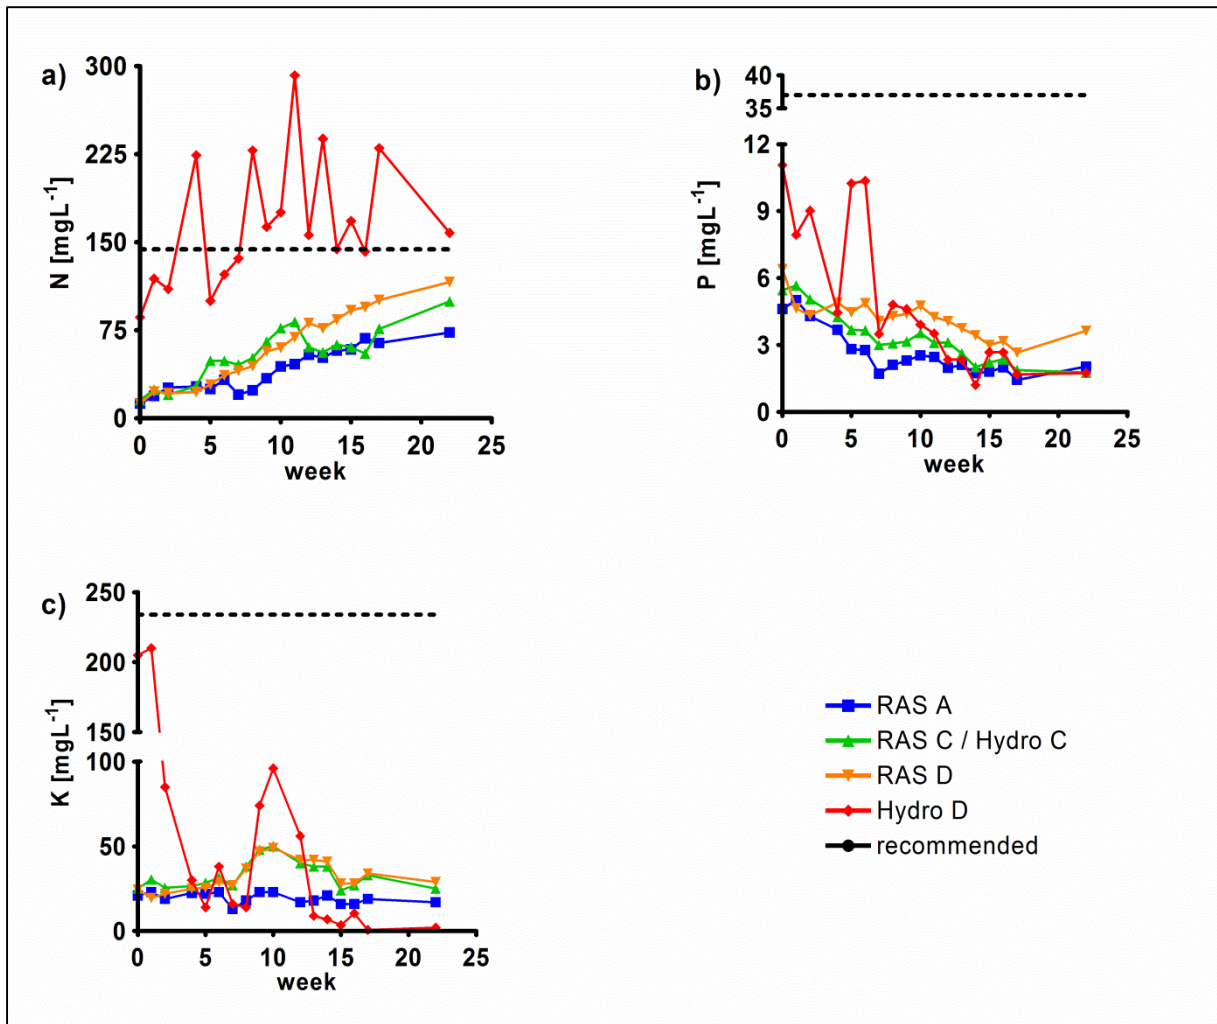 a)
300
225
150
75
0
N [mgL-1]
0 5 10 15 20 25
week
b)
40
35
12
9
6
3
0
P [mgL-1]
0 5 10 15 20 25
week
c)
250
200
150
100
50
0
K [mgL-1]
0 5 10 15 20 25
week
RAS A
RAS C / Hydro C
RAS D
Hydro D
recommended